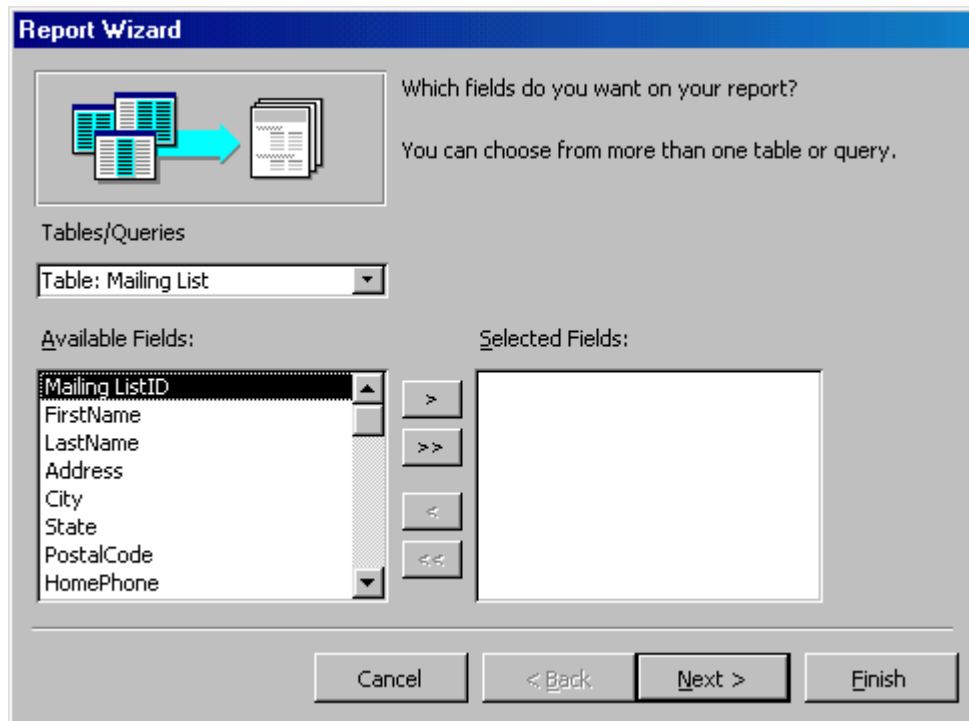 Report Wizard
Which fields do you want on your report?
You can choose from more than one table or query.
Tables/Queries
Table: Mailing List
Available Fields:
Selected Fields:
Mailing ListID
FirstName
LastName
Address
City
State
PostalCode
HomePhone
>
>>
<
<<
Cancel
< Back
Next >
Finish